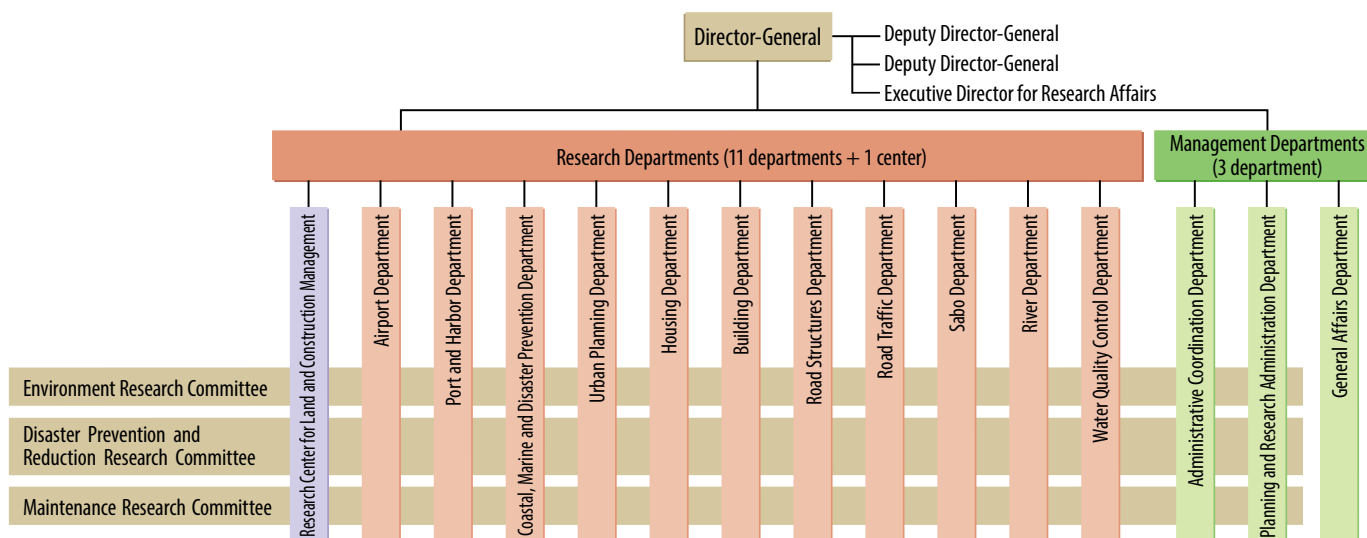 Director-General
Deputy Director-General
Deputy Director-General
Executive Director for Research Affairs
Research Departments (11 departments + 1 center)
Management Departments
(3 department)
Research Center for Land and Construction Management
Airport Department
Port and Harbor Department
Coastal, Marine and Disaster Prevention Department
Urban Planning Department
Housing Department
Building Department
Road Structures Department
Road Traffic Department
Sabo Department
River Department
Water Quality Control Department
Administrative Coordination Department
Planning and Research Administration Department
General Affairs Department
Environment Research Committee
Disaster Prevention and
Reduction Research Committee
Maintenance Research Committee